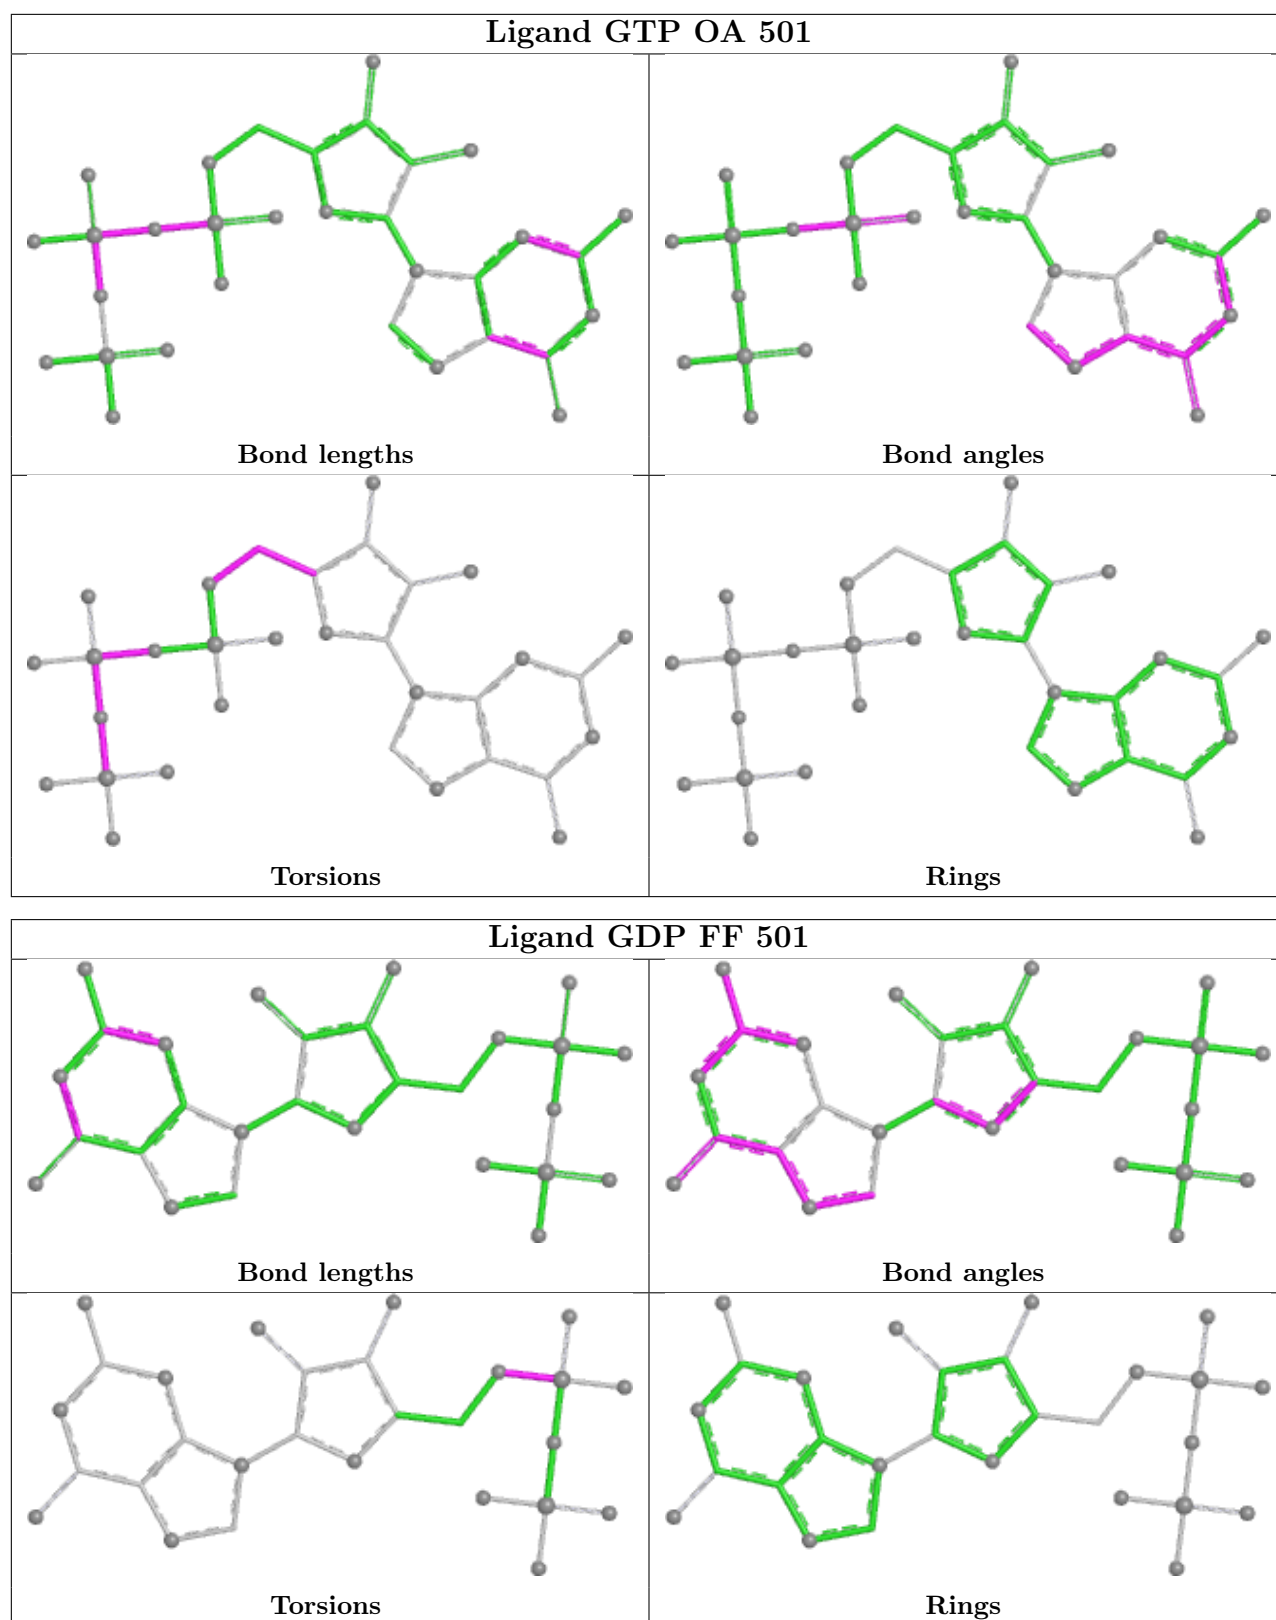 Ligand GTP OA 501
Bond lengths
Bond angles
Torsions
Rings
Ligand GDP FF 501
Bond lengths
Bond angles
Torsions
Rings